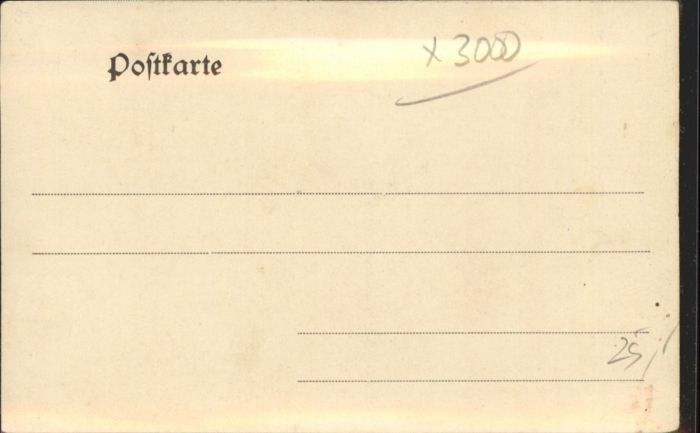 Poſtkarte
x 3000
25,-